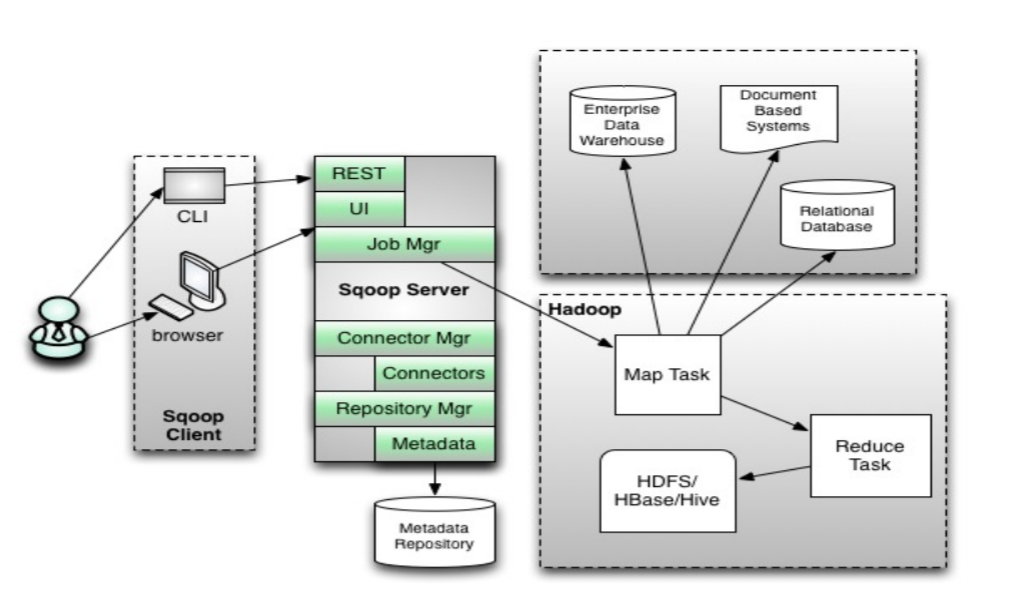 CLI
browser
Sqoop
Client
REST
UI
Job Mgr
Sqoop Server
Connector Mgr
Connectors
Repository Mgr
Metadata
Metadata
Repository
Enterprise
Data
Warehouse
Document
Based
Systems
Relational
Database
Hadoop
Map Task
Reduce
Task
HDFS/
HBase/Hive